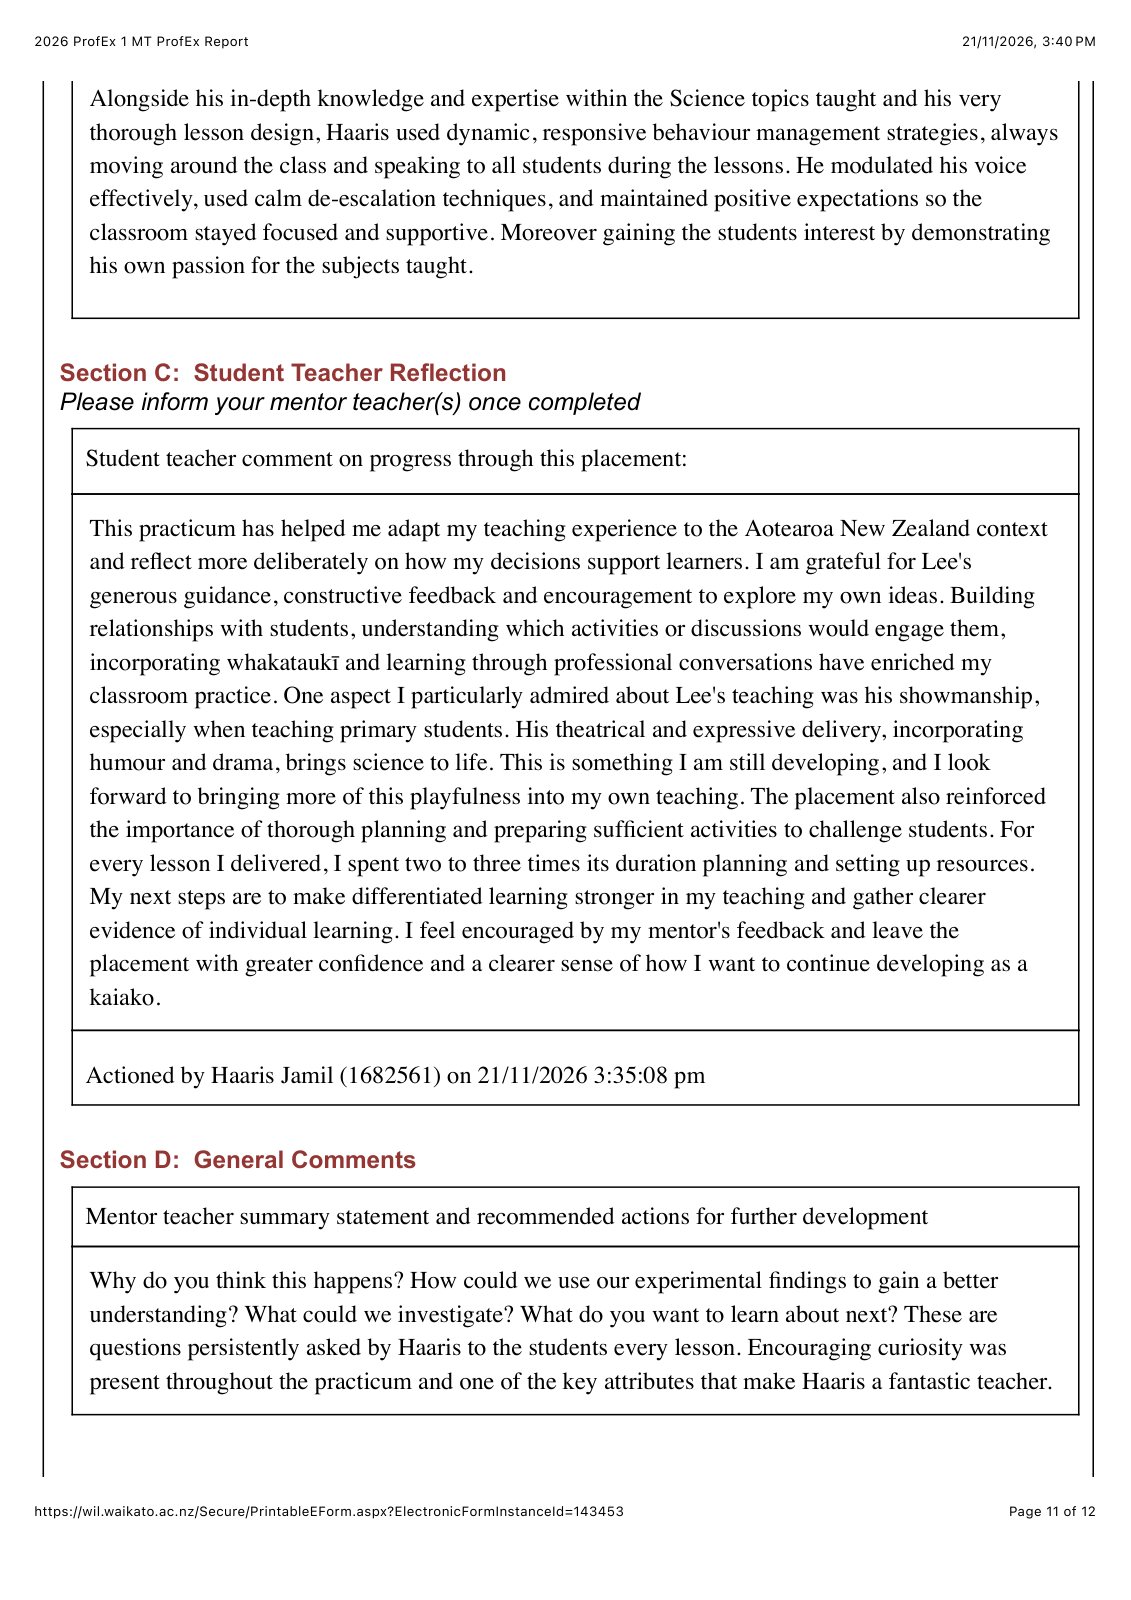 2026 ProfEx 1 MT ProfEx Report
21/11/2026, 3:40 PM
Alongside his in-depth knowledge and expertise within the Science topics taught and his very
thorough lesson design, Haaris used dynamic, responsive behaviour management strategies, always
moving around the class and speaking to all students during the lessons. He modulated his voice
effectively, used calm de-escalation techniques, and maintained positive expectations so the
classroom stayed focused and supportive. Moreover gaining the students interest by demonstrating
his own passion for the subjects taught.
Section C:  Student Teacher Reflection
Please inform your mentor teacher(s) once completed
Student teacher comment on progress through this placement:
This practicum has helped me adapt my teaching experience to the Aotearoa New Zealand context
and reflect more deliberately on how my decisions support learners. I am grateful for Lee's
generous guidance, constructive feedback and encouragement to explore my own ideas. Building
relationships with students, understanding which activities or discussions would engage them,
incorporating whakataukī and learning through professional conversations have enriched my
classroom practice. One aspect I particularly admired about Lee's teaching was his showmanship,
especially when teaching primary students. His theatrical and expressive delivery, incorporating
humour and drama, brings science to life. This is something I am still developing, and I look
forward to bringing more of this playfulness into my own teaching. The placement also reinforced
the importance of thorough planning and preparing sufficient activities to challenge students. For
every lesson I delivered, I spent two to three times its duration planning and setting up resources.
My next steps are to make differentiated learning stronger in my teaching and gather clearer
evidence of individual learning. I feel encouraged by my mentor's feedback and leave the
placement with greater confidence and a clearer sense of how I want to continue developing as a
kaiako.
Actioned by Haaris Jamil (1682561) on 21/11/2026 3:35:08 pm
Section D:  General Comments
Mentor teacher summary statement and recommended actions for further development
Why do you think this happens? How could we use our experimental findings to gain a better
understanding? What could we investigate? What do you want to learn about next? These are
questions persistently asked by Haaris to the students every lesson. Encouraging curiosity was
present throughout the practicum and one of the key attributes that make Haaris a fantastic teacher.
https://wil.waikato.ac.nz/Secure/PrintableEForm.aspx?ElectronicFormInstanceId=143453
Page 11 of 12